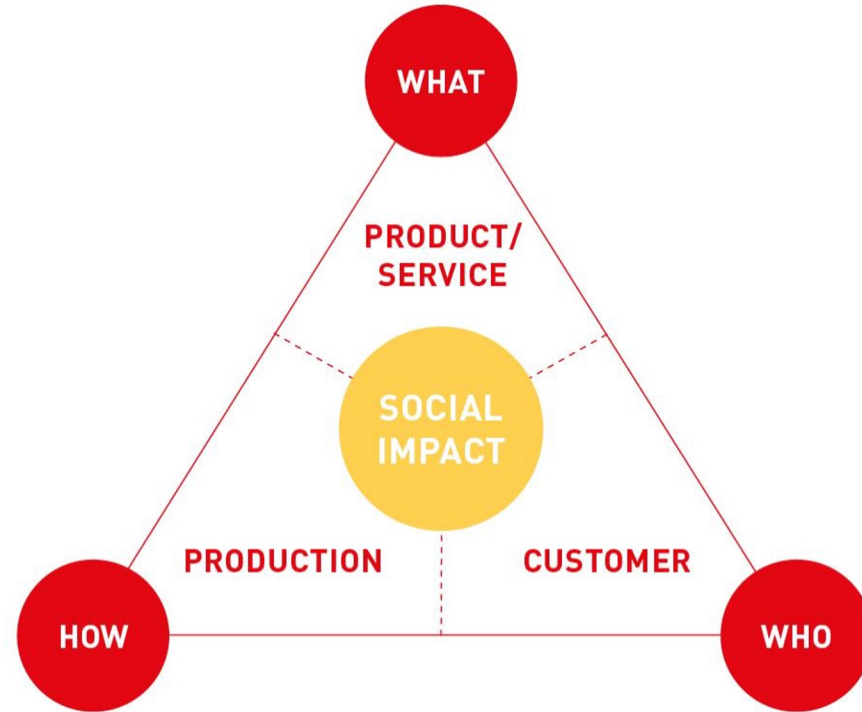 WHAT
PRODUCT/
SERVICE
SOCIAL
IMPACT
PRODUCTION
CUSTOMER
HOW
WHO